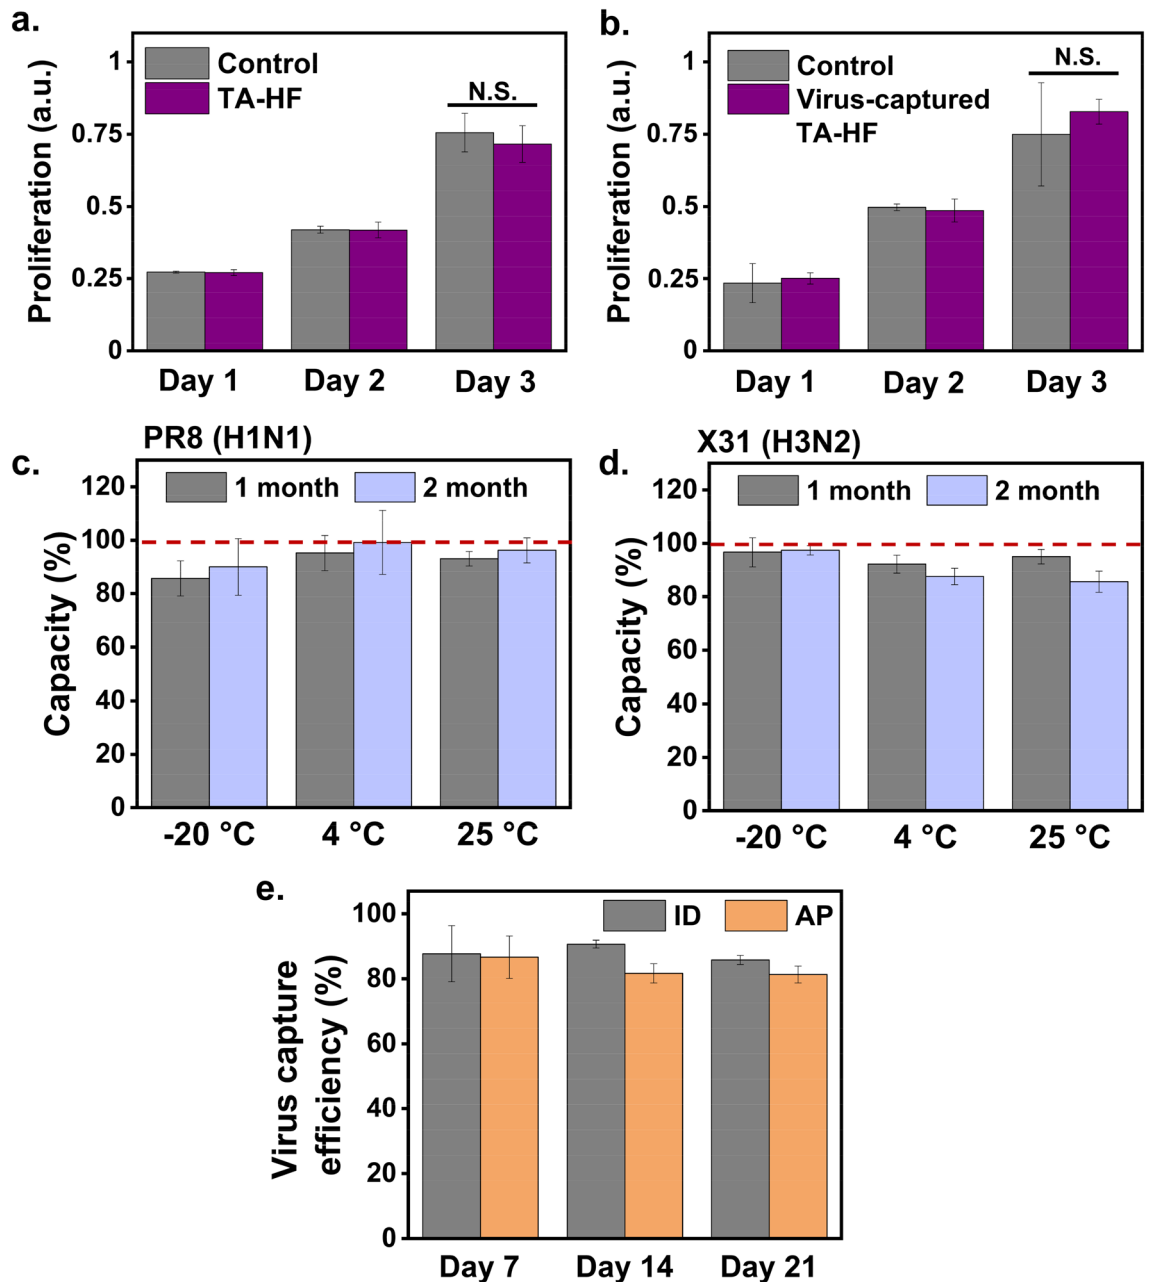 a.
Proliferation (a.u.)
1
0.75
0.5
0.25
0
Control
TA-HF
N.S.
Day 1
Day 2
Day 3
b.
Proliferation (a.u.)
1
0.75
0.5
0.25
0
Control
Virus-captured
TA-HF
N.S.
Day 1
Day 2
Day 3
c.
PR8 (H1N1)
Capacity (%)
120
100
80
60
40
20
0
1 month
2 month
-20 °C
4 °C
25 °C
d.
X31 (H3N2)
Capacity (%)
120
100
80
60
40
20
0
1 month
2 month
-20 °C
4 °C
25 °C
e.
Virus capture
efficiency (%)
100
80
60
40
20
0
ID
AP
Day 7
Day 14
Day 21